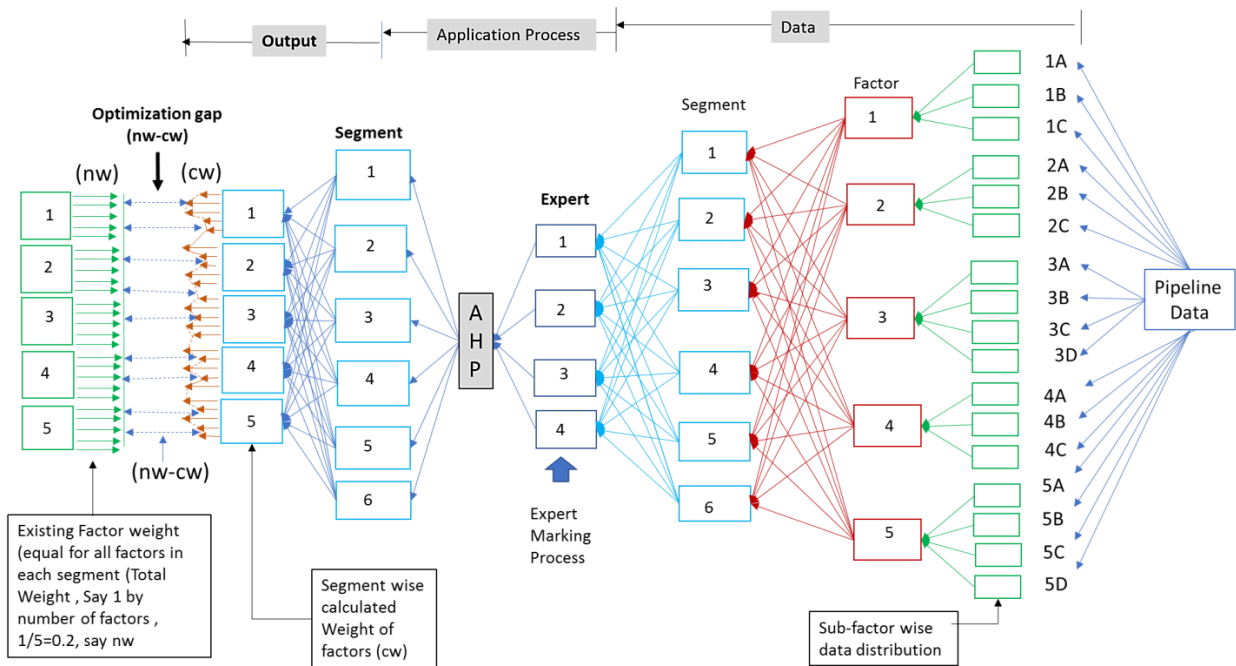 Output
Application Process
Data
Optimization gap
(nw-cw)
(nw)
(cw)
1
2
3
4
5
1
2
3
4
5
(nw-cw)
Segment
1
2
3
4
5
6
A
H
P
Expert
1
2
3
4
Expert
Marking
Process
Segment
1
2
3
4
5
6
Factor
1
2
3
4
5
1A
1B
1C
2A
2B
2C
3A
3B
3C
3D
4A
4B
4C
5A
5B
5C
5D
Pipeline
Data
Existing Factor weight
(equal for all factors in
each segment (Total
Weight , Say 1 by
number of factors ,
1/5=0.2, say nw
Segment wise
calculated
Weight of
factors (cw)
Sub-factor wise
data distribution